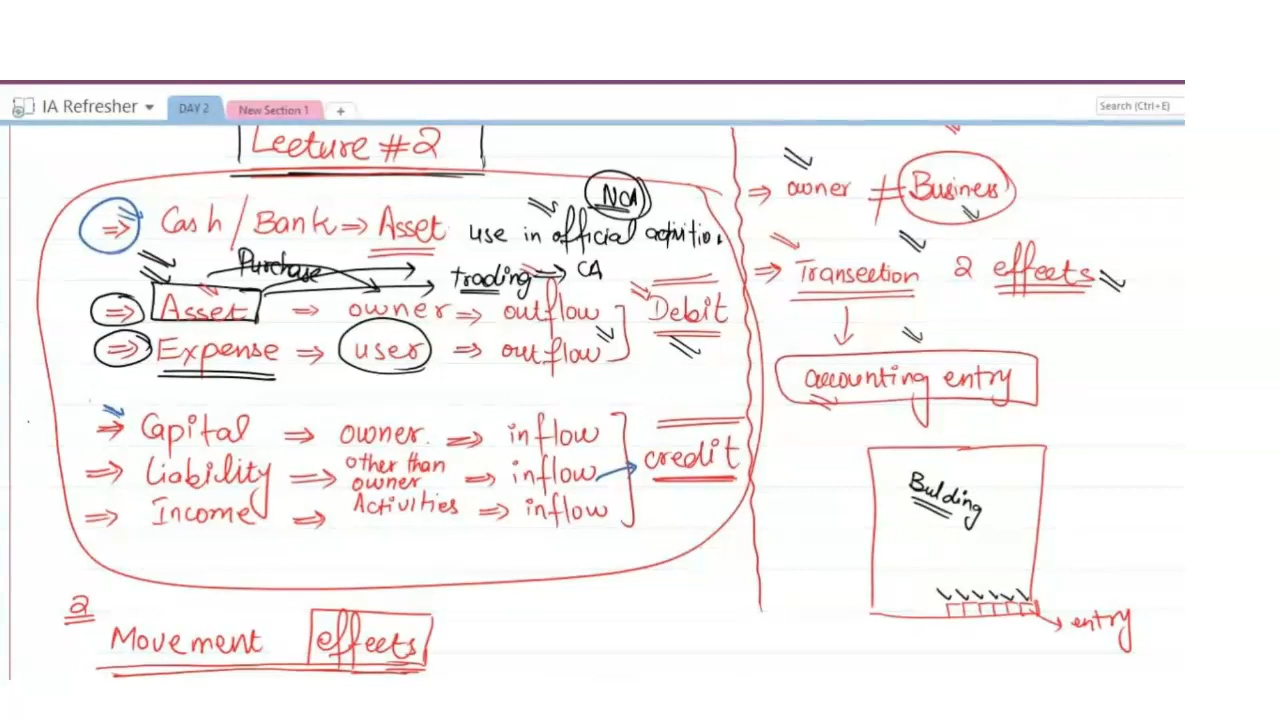 IA Refresher
DAY 2
New Section 1
+
Search (Ctrl+E)
Lecture #2
⇒ Cash / Bank ⇒ Asset use in official activities
NCA
Purchase
trading ⇒ CA
⇒ Asset ⇒ owner ⇒ outflow
⇒ Expense ⇒ user ⇒ outflow
Debit
⇒ Capital ⇒ owner. ⇒ inflow
⇒ Liability ⇒ other than owner ⇒ inflow
⇒ Income ⇒ Activities ⇒ inflow
credit
2
Movement effects
⇒ owner ≠ Business
⇒ Transection 2 effects
↓
accounting entry
Bulding
→ entry